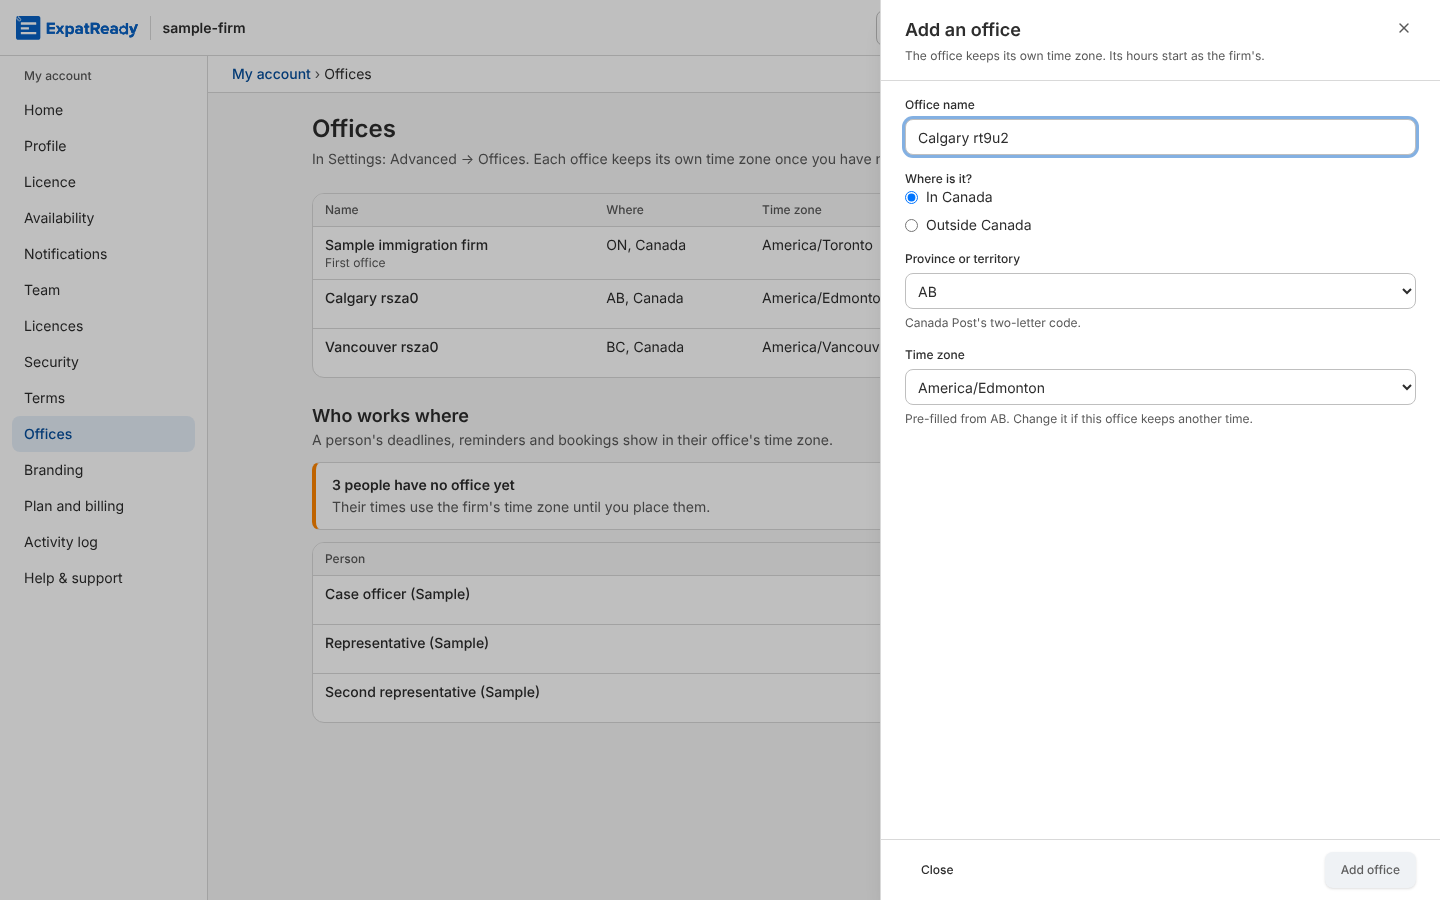 ExpatReady
sample-firm
My account
Home
Profile
Licence
Availability
Notifications
Team
Licences
Security
Terms
Offices
Branding
Plan and billing
Activity log
Help & support
My account › Offices
Offices
In Settings: Advanced → Offices. Each office keeps its own time zone once you have
Name Where Time zone
Sample immigration firm ON, Canada America/Toronto
First office
Calgary rsza0 AB, Canada
Vancouver rsza0 BC, Canada
Who works where
A person's deadlines, reminders and bookings show in their office's time zone.
3 people have no office yet
Their times use the firm's time zone until you place them.
Person
Case officer (Sample)
Representative (Sample)
Second representative (Sample)
Add an office
The office keeps its own time zone. Its hours start as the firm's.
Office name
Calgary rt9u2
Where is it?
In Canada
Outside Canada
Province or territory
AB
Canada Post's two-letter code.
Time zone
America/Edmonton
Pre-filled from AB. Change it if this office keeps another time.
Close
Add office